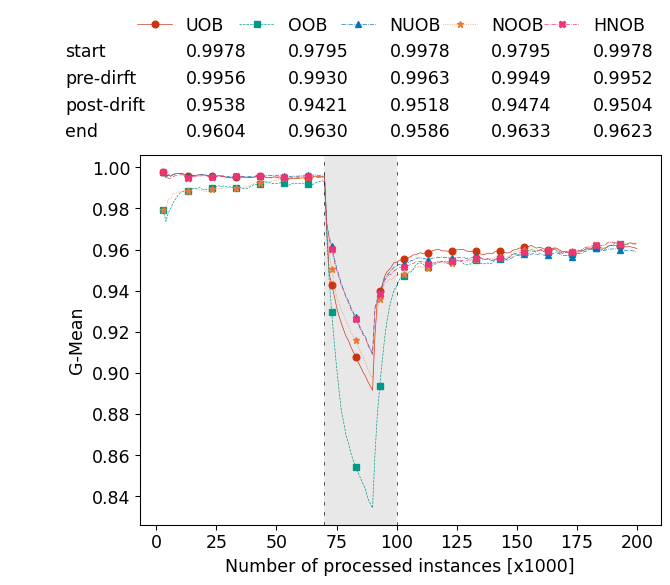 UOB OOB NUOB NOOB HNOB
start 0.9978 0.9795 0.9978 0.9795 0.9978
pre-dirft 0.9956 0.9930 0.9963 0.9949 0.9952
post-drift 0.9538 0.9421 0.9518 0.9474 0.9504
end 0.9604 0.9630 0.9586 0.9633 0.9623
1.00
0.98
0.96
0.94
0.92
0.90
0.88
0.86
0.84
G-Mean
0 25 50 75 100 125 150 175 200
Number of processed instances [x1000]